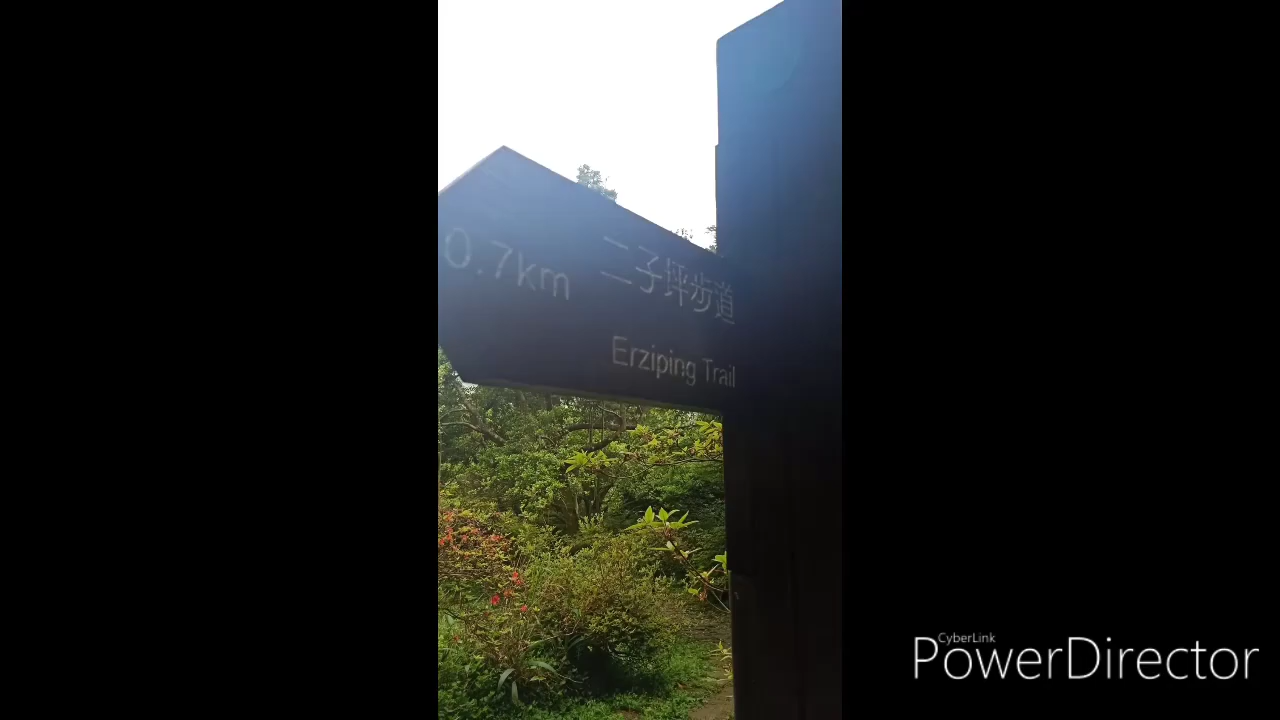 0.7km
二子坪步道
Erziping Trail
CyberLink
PowerDirector